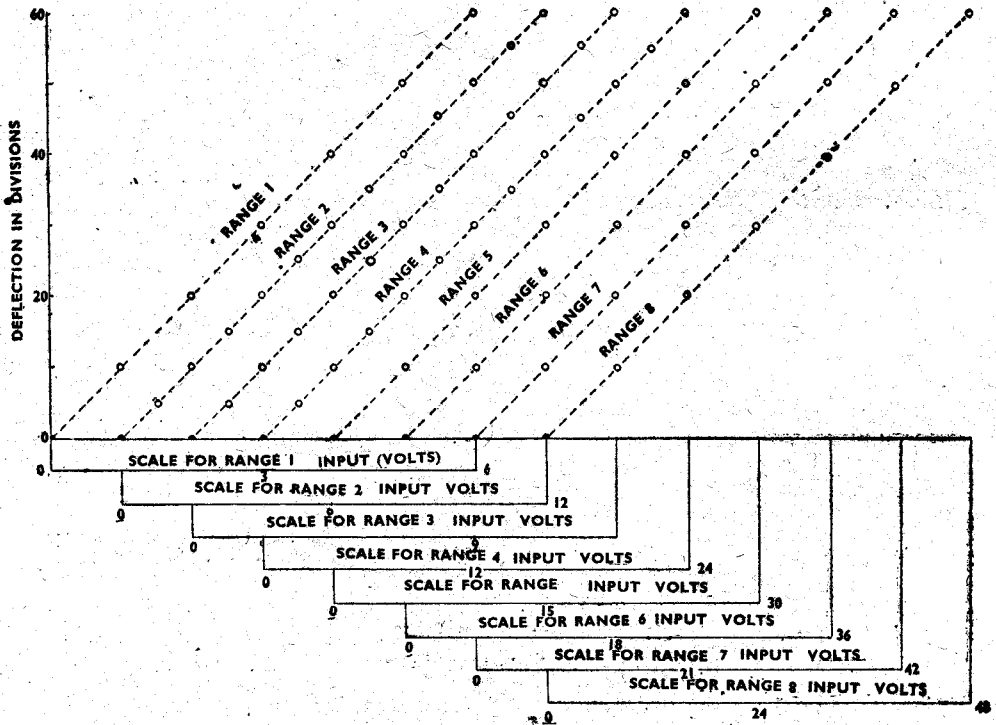 60
40
20
0
DEFLECTION IN DIVISIONS
RANGE 1
RANGE 2
RANGE 3
RANGE 4
RANGE 5
RANGE 6
RANGE 7
RANGE 8
SCALE FOR RANGE 1 INPUT (VOLTS)
0 3 6
SCALE FOR RANGE 2 INPUT VOLTS
0 12
SCALE FOR RANGE 3 INPUT VOLTS
0 9
SCALE FOR RANGE 4 INPUT VOLTS
0 12 24
SCALE FOR RANGE INPUT VOLTS
0 15 30
SCALE FOR RANGE 6 INPUT VOLTS
0 18 36
SCALE FOR RANGE 7 INPUT VOLTS
0 21 42
SCALE FOR RANGE 8 INPUT VOLTS
0 24 48